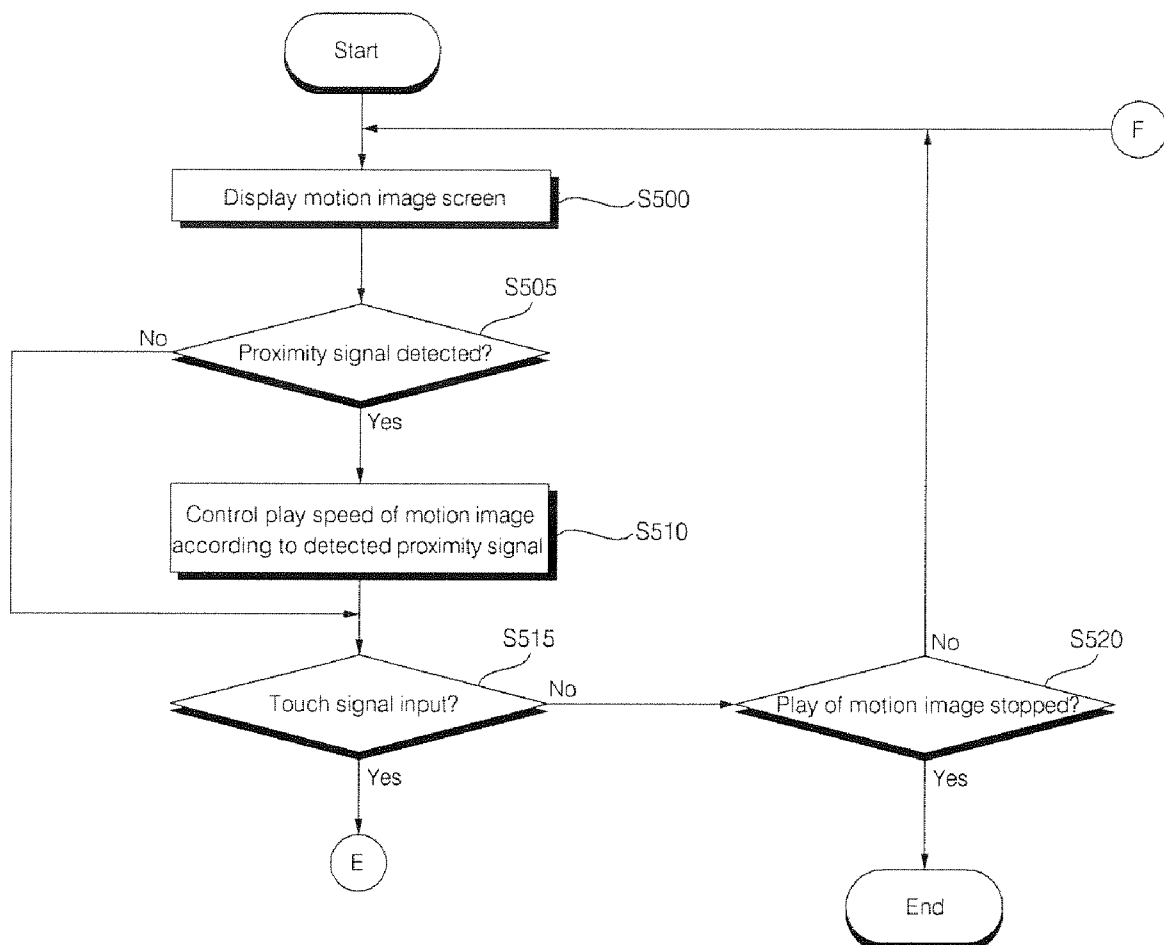 Start
F
Display motion image screen
S500
S505
No
Proximity signal detected?
Yes
Control play speed of motion image
according to detected proximity signal
S510
S515
Touch signal input?
No
Yes
E
No
S520
Play of motion image stopped?
Yes
End